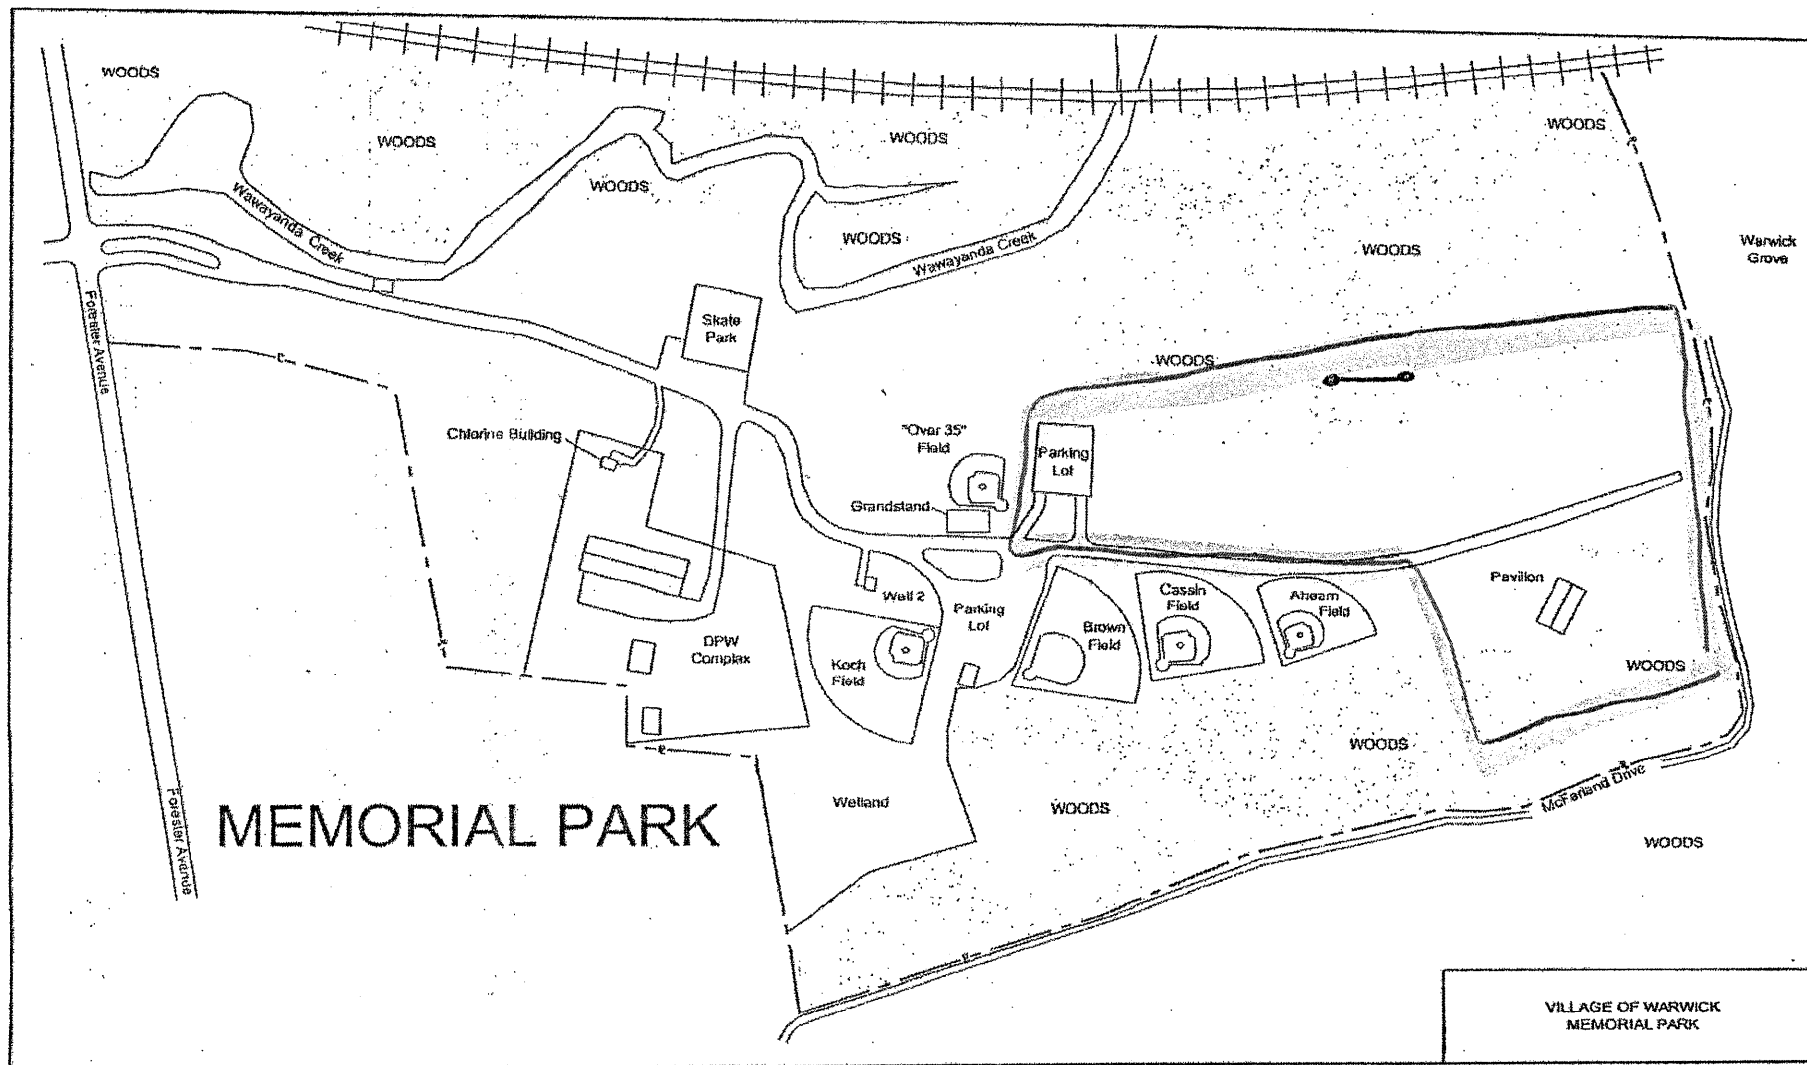 WOODS
WOODS
WOODS
WOODS
WOODS
Wawayanda Creek
WOODS
Wawayanda Creek
WOODS
Warwick
Grove
Forester Avenue
Skate
Park
WOODS
Chlorine Building
"Over 35"
Field
Parking
Lot
Grandstand
Well 2
Parking
Lot
Cassin
Field
Ahearn
Field
Pavilion
Brown
Field
DPW
Complex
Koch
Field
WOODS
WOODS
Wetland
WOODS
McFarland Drive
WOODS
Forester Avenue
MEMORIAL PARK
VILLAGE OF WARWICK
MEMORIAL PARK